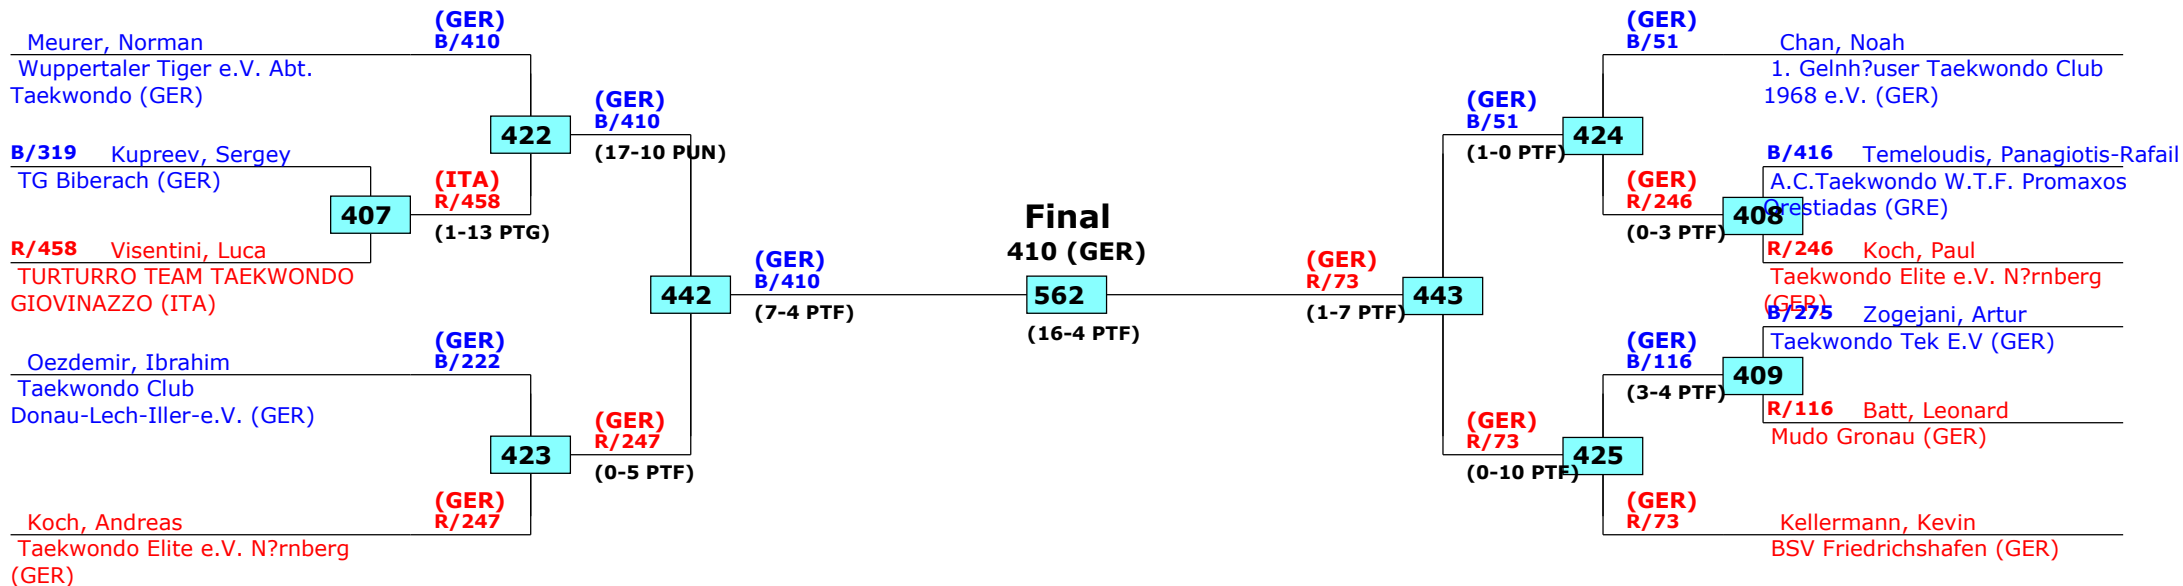 (GER)
B/410
Meurer, Norman
Wuppertaler Tiger e.V. Abt.
Taekwondo (GER)
(GER)
B/410
422
(17-10 PUN)
B/319 Kupreev, Sergey
TG Biberach (GER)
(ITA)
R/458
407
(1-13 PTG)
R/458 Visentini, Luca
TURTURRO TEAM TAEKWONDO
GIOVINAZZO (ITA)
(GER)
B/410
442
(7-4 PTF)
(GER)
B/222
Oezdemir, Ibrahim
Taekwondo Club
Donau-Lech-Iller-e.V. (GER)
(GER)
R/247
423
(0-5 PTF)
(GER)
R/247
Koch, Andreas
Taekwondo Elite e.V. N?rnberg
(GER)
Final
410 (GER)
562
(16-4 PTF)
(GER)
B/51
Chan, Noah
1. Gelnh?user Taekwondo Club
1968 e.V. (GER)
(GER)
B/51
424
(1-0 PTF)
B/416 Temeloudis, Panagiotis-Rafail
A.C.Taekwondo W.T.F. Promaxos
Orestiadas (GRE)
(GER)
R/246
408
(0-3 PTF)
R/246 Koch, Paul
Taekwondo Elite e.V. N?rnberg
(GER)
(GER)
R/73
443
(1-7 PTF)
B/275 Zogejani, Artur
Taekwondo Tek E.V (GER)
(GER)
B/116
409
(3-4 PTF)
R/116 Batt, Leonard
Mudo Gronau (GER)
(GER)
R/73
425
(0-10 PTF)
(GER)
R/73
Kellermann, Kevin
BSV Friedrichshafen (GER)